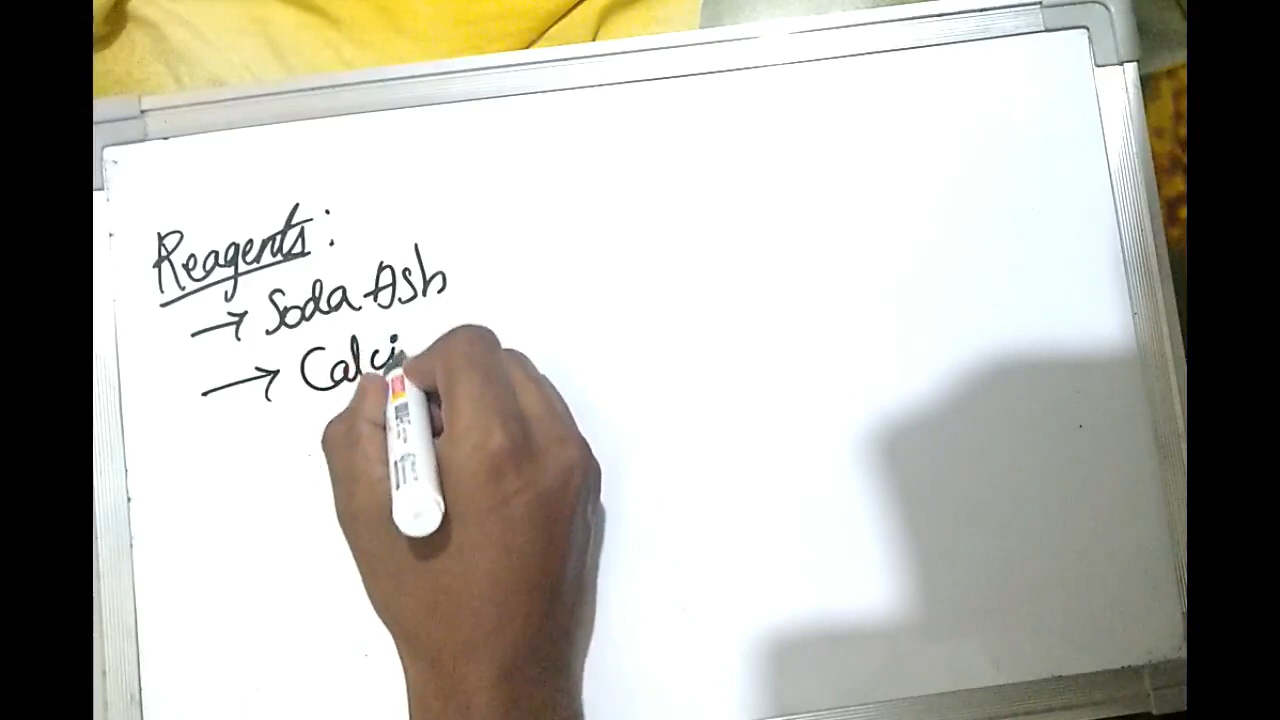 Reagents:
→ Soda Ash
→ Calci